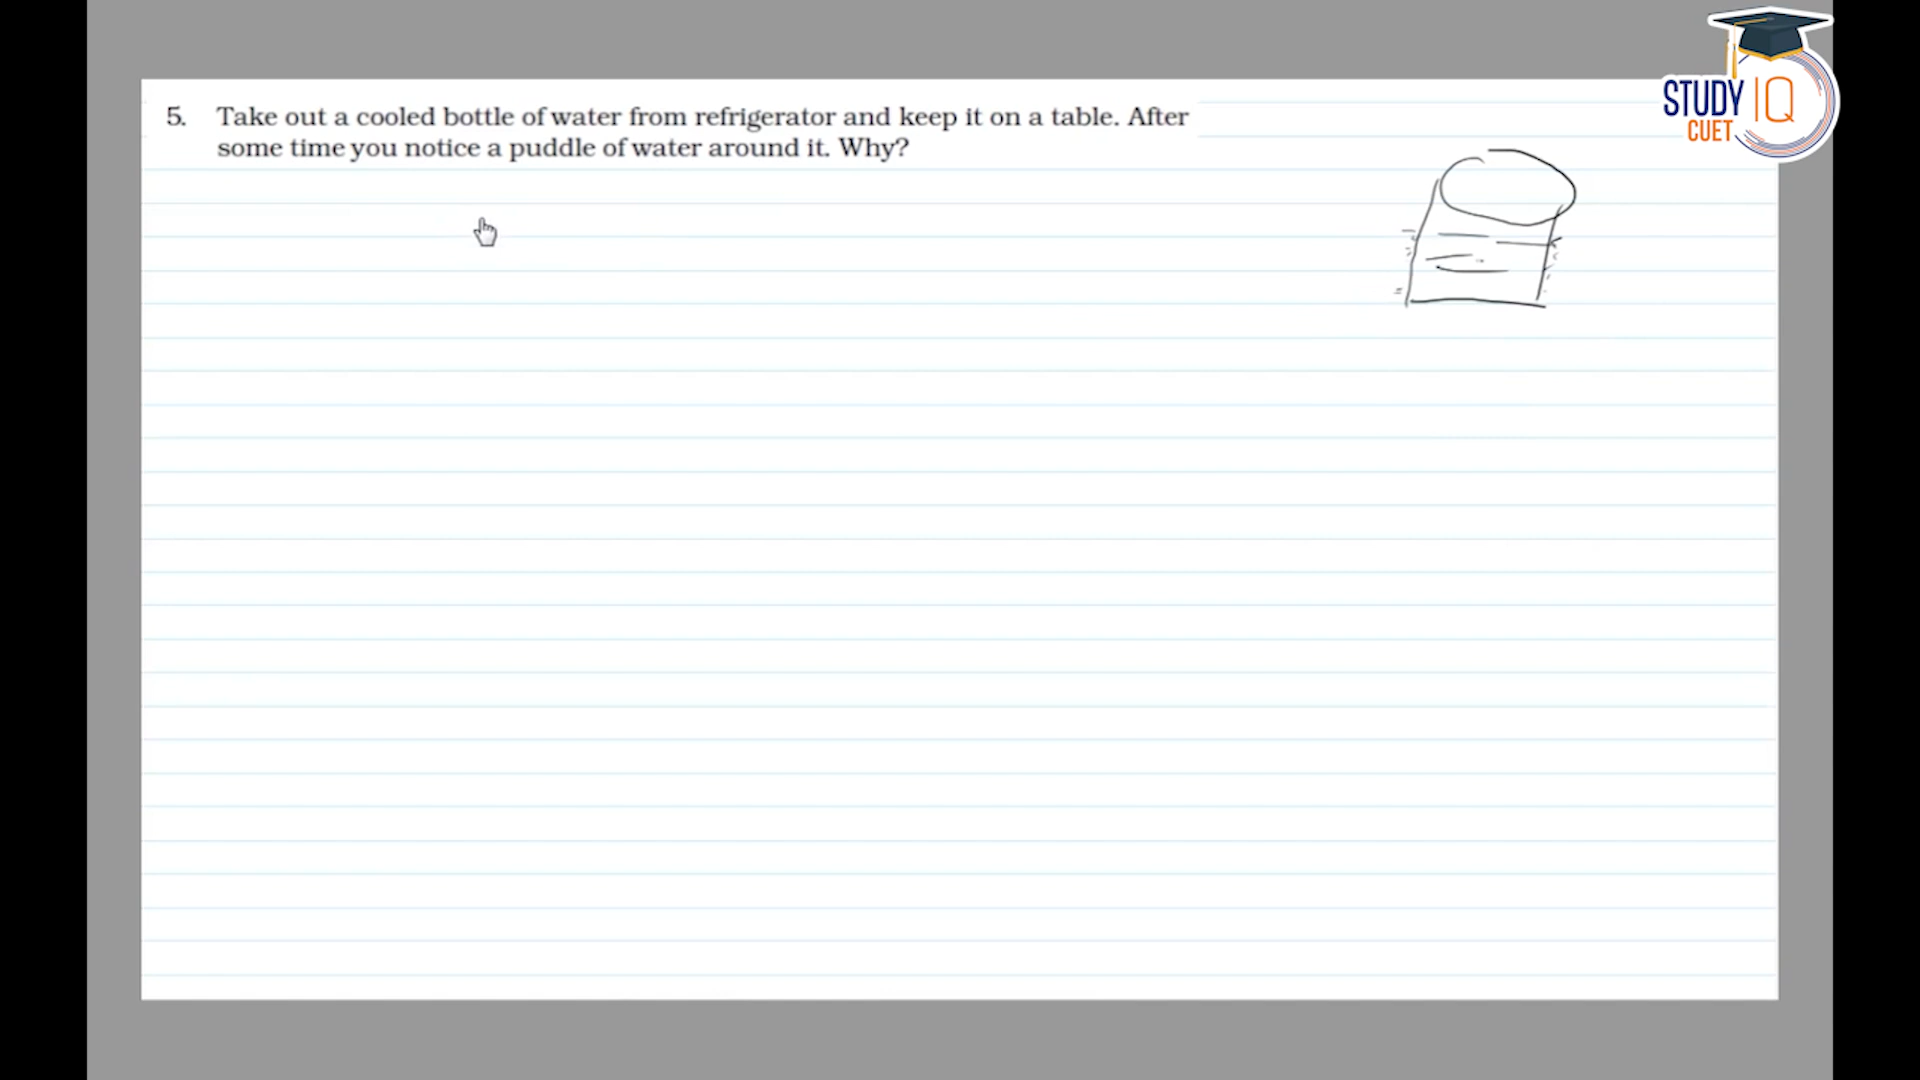 STUDY IQ
CUET
5. Take out a cooled bottle of water from refrigerator and keep it on a table. After
some time you notice a puddle of water around it. Why?